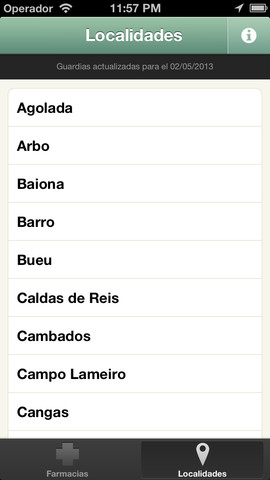 Operador 11:57 PM
Localidades
Guardias actualizadas para el 02/05/2013
Agolada
Arbo
Baiona
Barro
Bueu
Caldas de Reis
Cambados
Campo Lameiro
Cangas
Farmacias Localidades